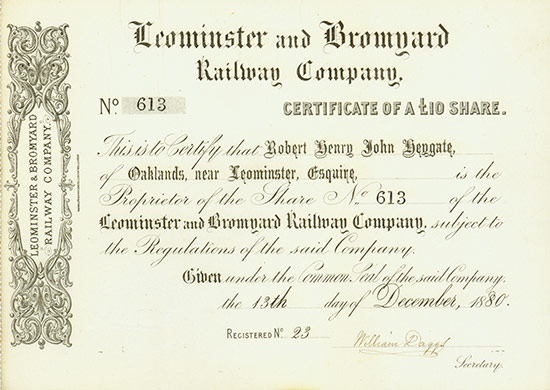 Leominster and Bromyard
Railway Company.
No. 613
CERTIFICATE OF A £10 SHARE.
This is to Certify that Robert Henry John Heygate,
of Oaklands, near Leominster, Esquire, is the
Proprietor of the Share No. 613 of the
Leominster and Bromyard Railway Company, subject to
the Regulations of the said Company.
Given under the Common Seal of the said Company,
the 13th day of December, 1880.
REGISTERED No. 23
William Daggs
Secretary.
LEOMINSTER & BROMYARD
RAILWAY COMPANY.